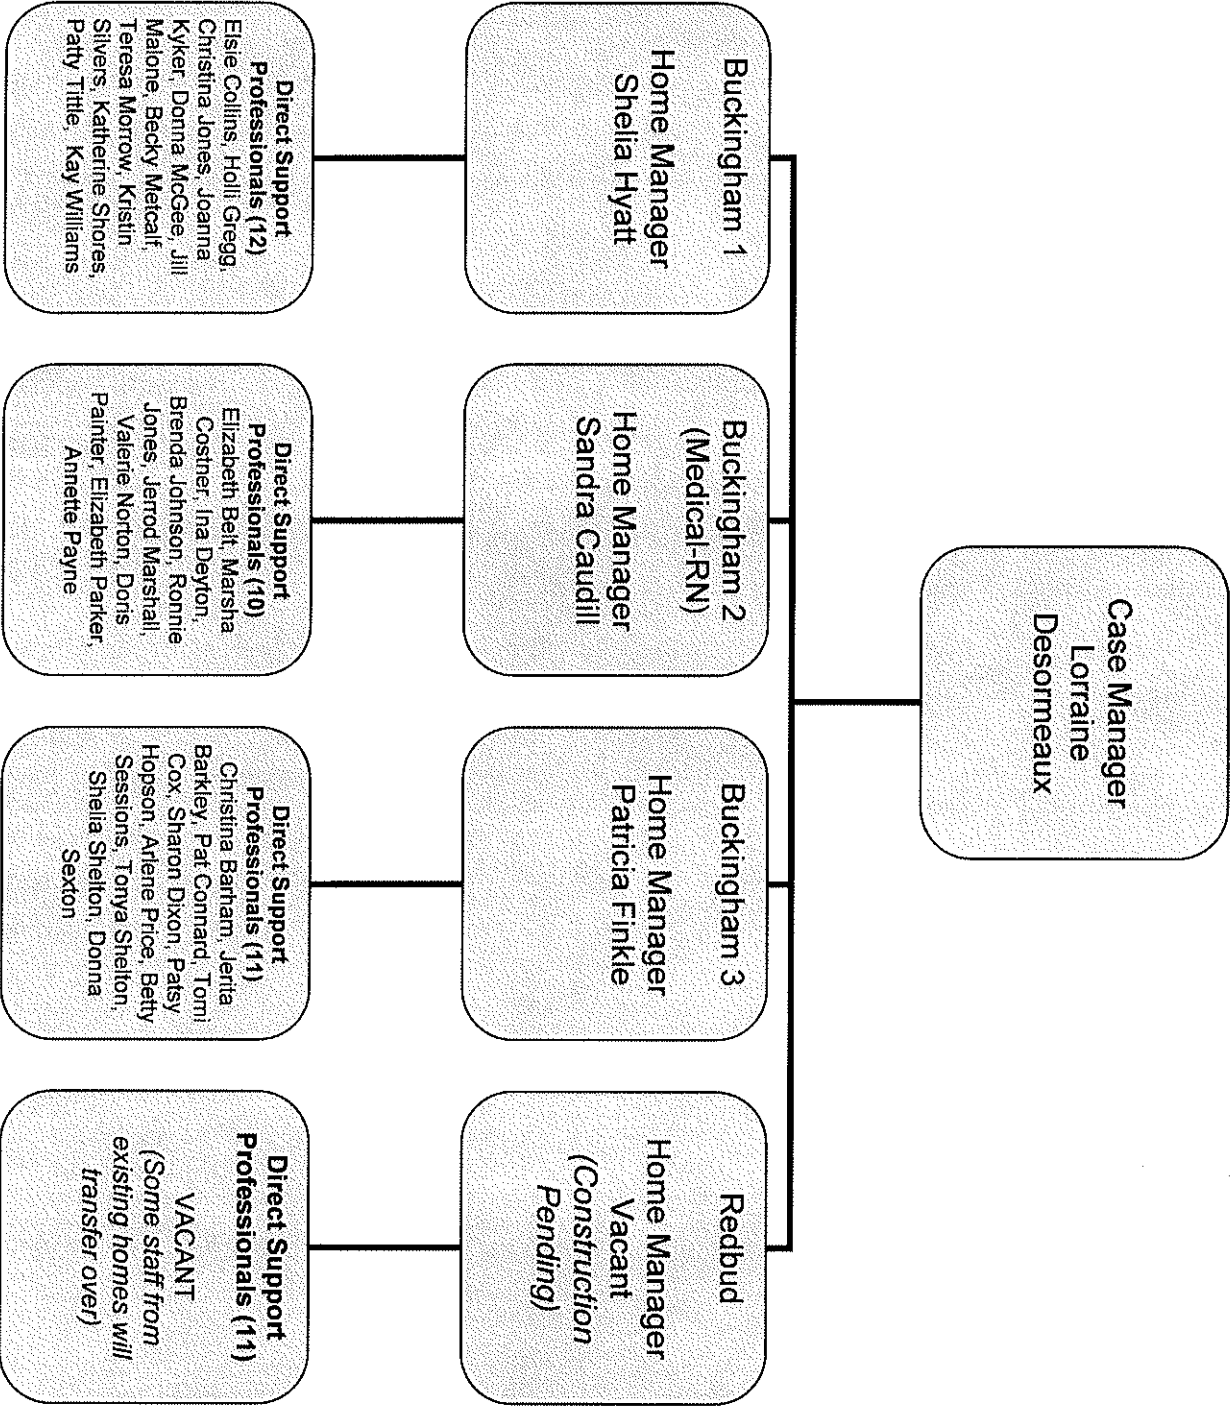 Case Manager
Lorraine
Desormeaux
Buckingham 1
Home Manager
Shelia Hyatt
Buckingham 2
(Medical-RN)
Home Manager
Sandra Caudill
Buckingham 3
Home Manager
Patricia Finkle
Redbud
Home Manager
Vacant
(Construction
Pending)
Direct Support
Professionals (12)
Elsie Collins, Holli Gregg,
Christina Jones, Joanna
Kyker, Donna McGee, Jill
Malone, Becky Metcalf,
Teresa Morrow, Kristin
Silvers, Katherine Shores,
Patty Tittle, Kay Williams
Direct Support
Professionals (10)
Elizabeth Belt, Marsha
Costner, Ina Deyton,
Brenda Johnson, Ronnie
Jones, Jerrod Marshall,
Valerie Norton, Doris
Painter, Elizabeth Parker,
Annette Payne
Direct Support
Professionals (11)
Christina Barham, Jerita
Barkley, Pat Connard, Tomi
Cox, Sharon Dixon, Patsy
Hopson, Arlene Price, Betty
Sessions, Tonya Shelton,
Shelia Shelton, Donna
Sexton
Direct Support
Professionals (11)
VACANT
(Some staff from
existing homes will
transfer over)